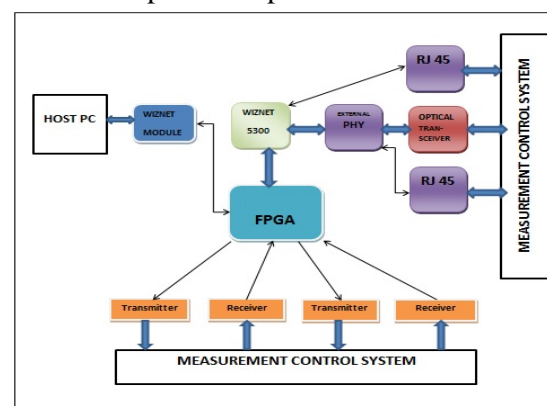 RJ 45
HOST PC
WIZNET
MODULE
WIZNET
5300
EXTERNAL
PHY
OPTICAL
TRAN-
SCEIVER
RJ 45
MEASUREMENT CONTROL SYSTEM
FPGA
Transmitter
Receiver
Transmitter
Receiver
MEASUREMENT CONTROL SYSTEM